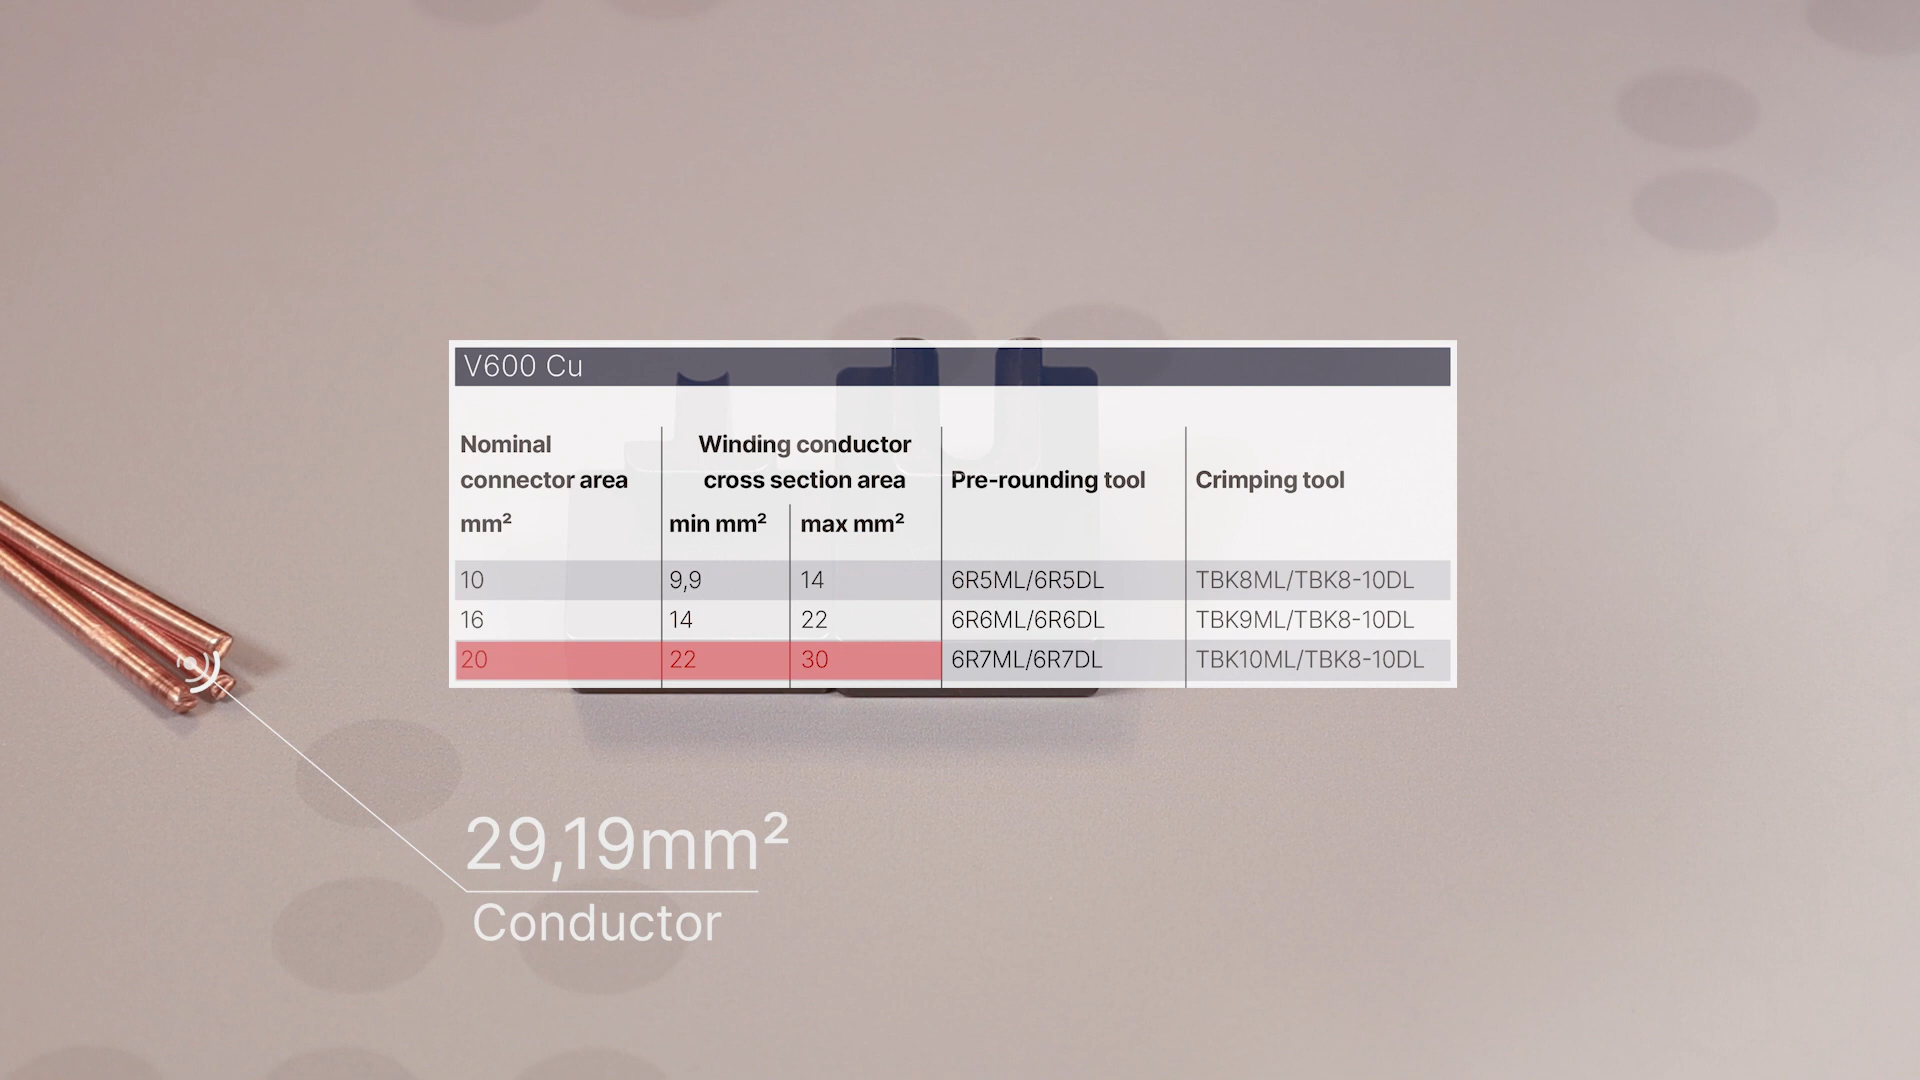 V600 Cu
Nominal
connector area
mm²
Winding conductor
cross section area
min mm²
max mm²
Pre-rounding tool
Crimping tool
10 9,9 14 6R5ML/6R5DL TBK8ML/TBK8-10DL
16 14 22 6R6ML/6R6DL TBK9ML/TBK8-10DL
20 22 30 6R7ML/6R7DL TBK10ML/TBK8-10DL
29,19mm²
Conductor